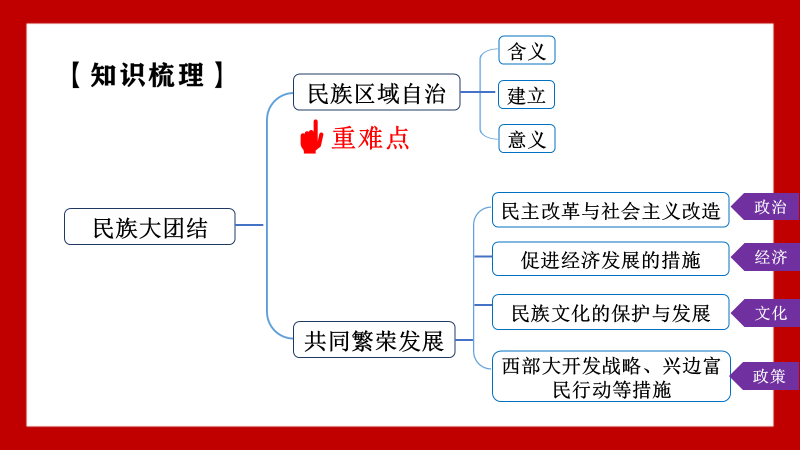 【知识梳理】
民族大团结
民族区域自治
重难点
含义
建立
意义
共同繁荣发展
民主改革与社会主义改造
政治
促进经济发展的措施
经济
民族文化的保护与发展
文化
西部大开发战略、兴边富
民行动等措施
政策